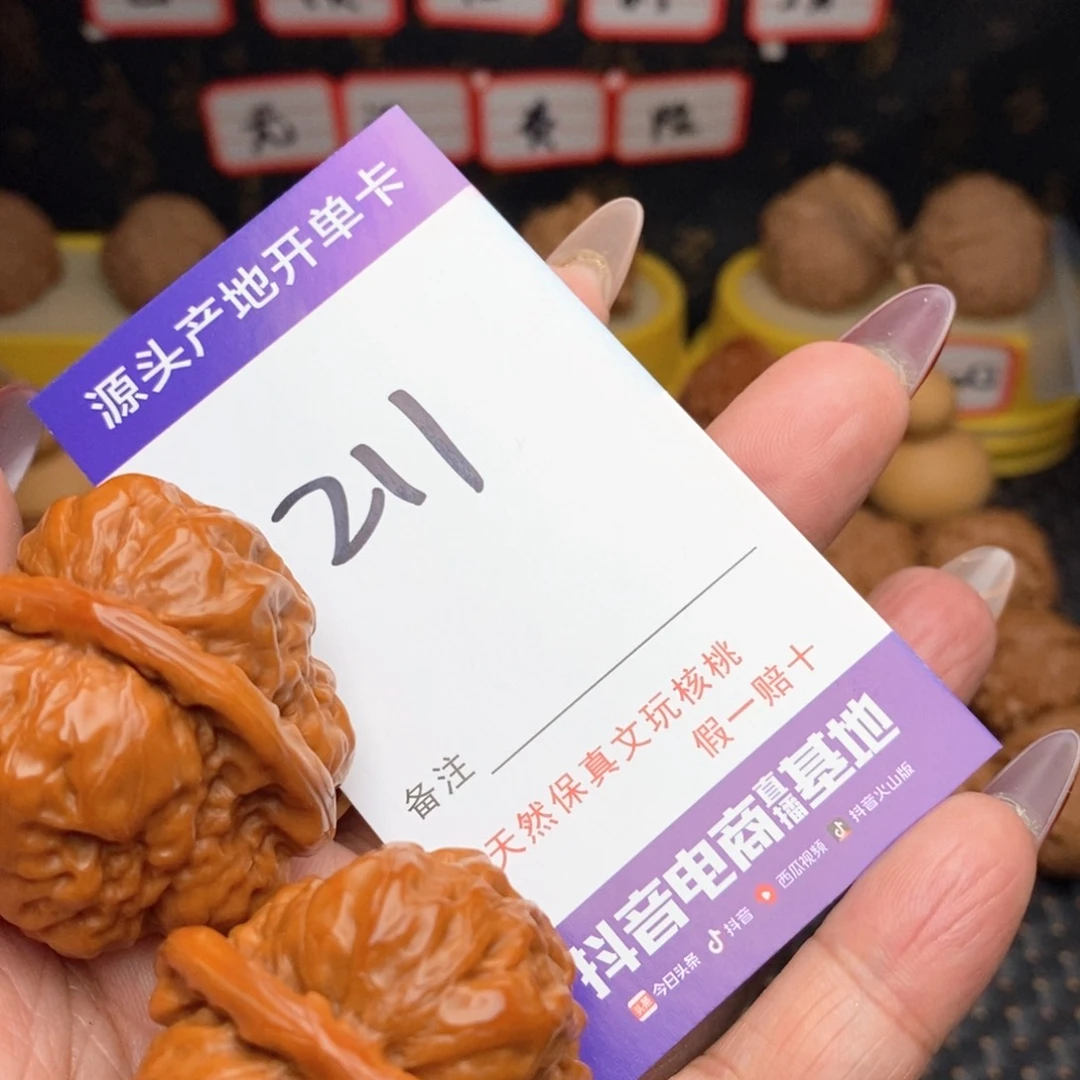 源头产地开单卡
211
备注
天然保真文玩核桃
假一赔十
抖音电商直播基地
今日头条 抖音 西瓜视频 抖音火山版